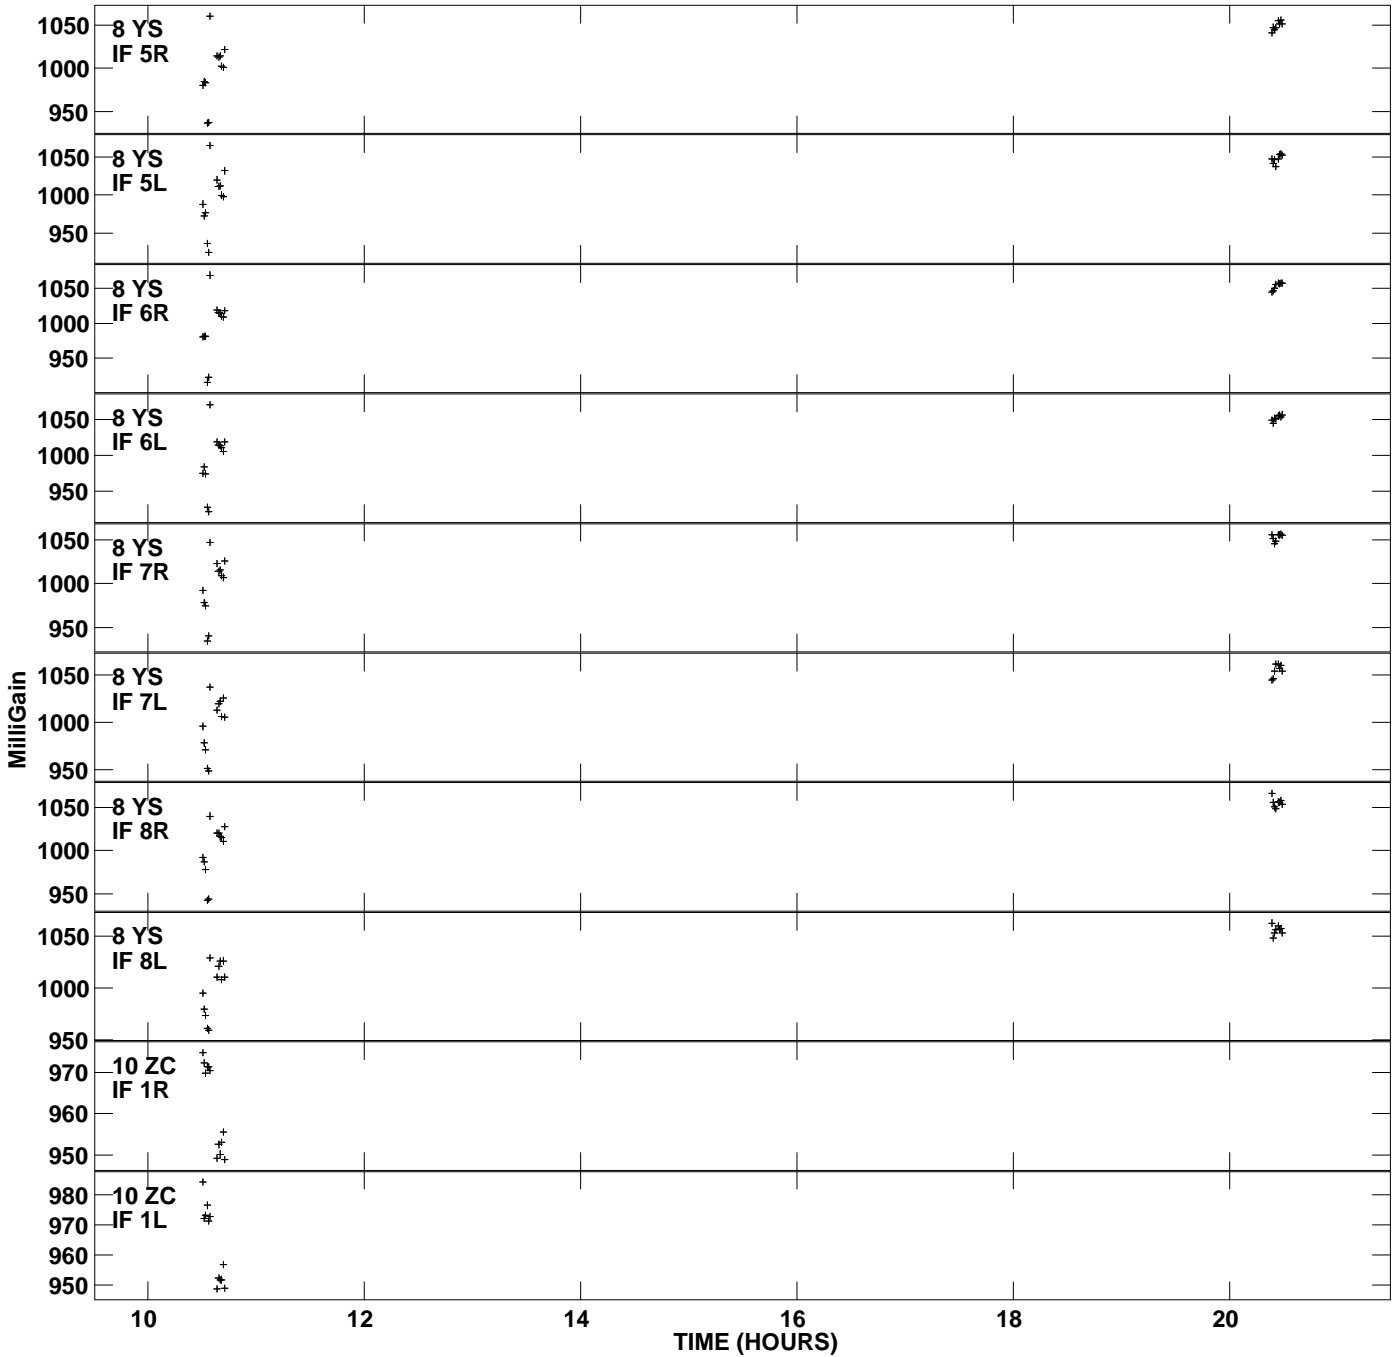 1050
1000
950
8 YS
IF 5R
1050
1000
950
8 YS
IF 5L
1050
1000
950
8 YS
IF 6R
1050
1000
950
8 YS
IF 6L
1050
1000
950
8 YS
IF 7R
1050
1000
950
8 YS
IF 7L
MilliGain
1050
1000
950
8 YS
IF 8R
1050
1000
950
8 YS
IF 8L
970
960
950
10 ZC
IF 1R
980
970
960
950
10 ZC
IF 1L
10 12 14 16 18 20
TIME (HOURS)